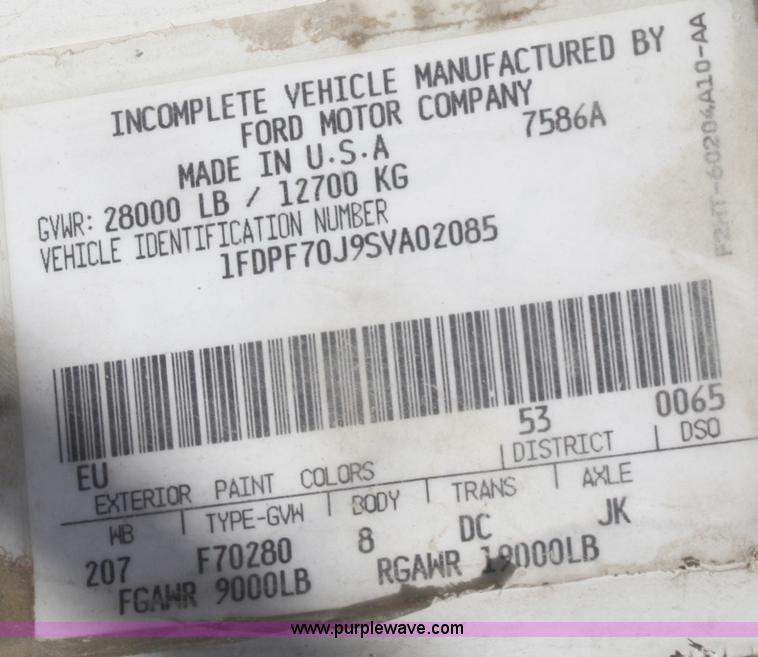 INCOMPLETE VEHICLE MANUFACTURED BY
FORD MOTOR COMPANY
7586A
MADE IN U.S.A
GVWR: 28000 LB / 12700 KG
VEHICLE IDENTIFICATION NUMBER
1FDPF70J9SVA02085
F2HT-60204A10-AA
EU 53 0065
EXTERIOR PAINT COLORS DISTRICT DSO
WB TYPE-GVW BODY TRANS AXLE
207 F70280 8 DC JK
FGAWR 9000LB RGAWR 19000LB
www.purplewave.com